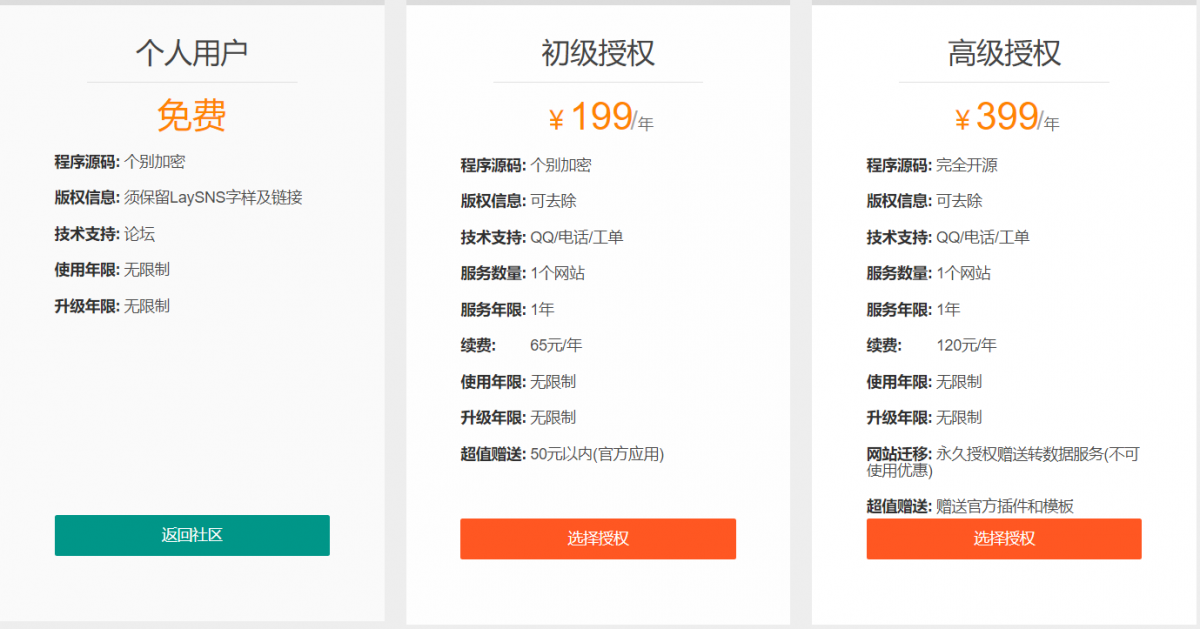 个人用户
免费
程序源码: 个别加密
版权信息: 须保留LaySNS字样及链接
技术支持: 论坛
使用年限: 无限制
升级年限: 无限制
返回社区
初级授权
¥ 199/年
程序源码: 个别加密
版权信息: 可去除
技术支持: QQ/电话/工单
服务数量: 1个网站
服务年限: 1年
续费: 65元/年
使用年限: 无限制
升级年限: 无限制
超值赠送: 50元以内(官方应用)
选择授权
高级授权
¥ 399/年
程序源码: 完全开源
版权信息: 可去除
技术支持: QQ/电话/工单
服务数量: 1个网站
服务年限: 1年
续费: 120元/年
使用年限: 无限制
升级年限: 无限制
网站迁移: 永久授权赠送转数据服务(不可
使用优惠)
超值赠送: 赠送官方插件和模板
选择授权